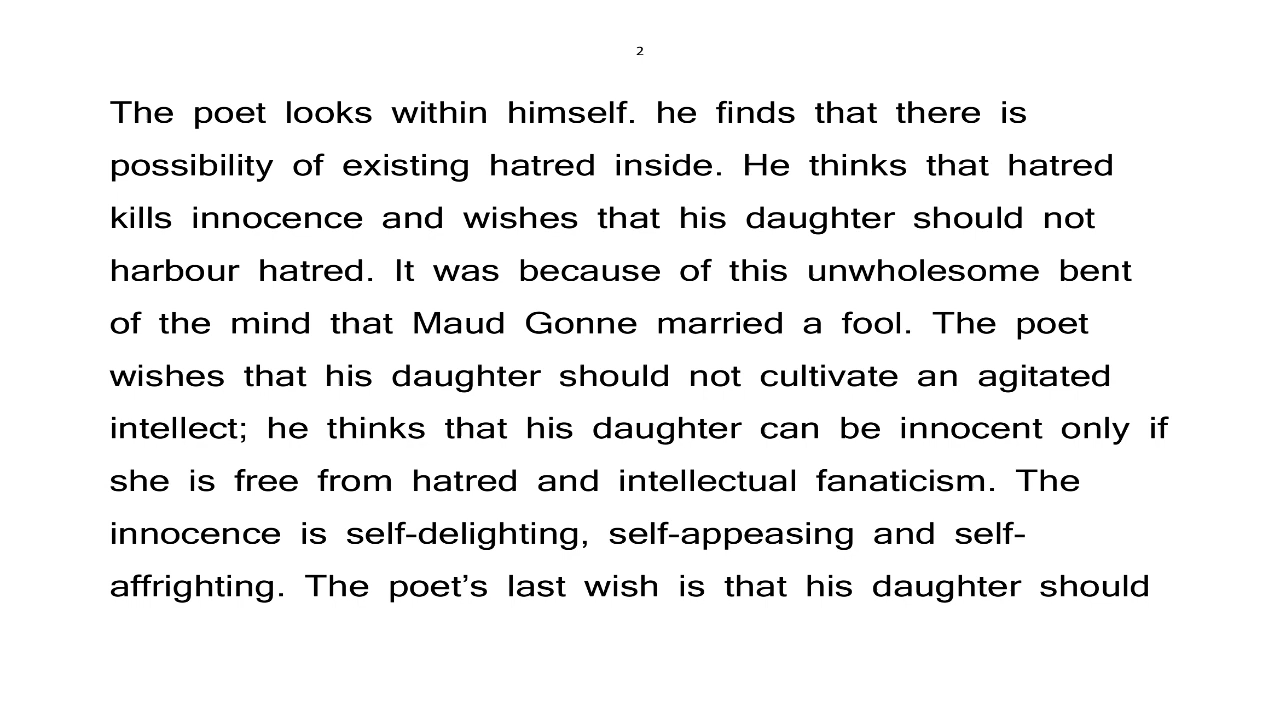 2
The poet looks within himself. he finds that there is
possibility of existing hatred inside. He thinks that hatred
kills innocence and wishes that his daughter should not
harbour hatred. It was because of this unwholesome bent
of the mind that Maud Gonne married a fool. The poet
wishes that his daughter should not cultivate an agitated
intellect; he thinks that his daughter can be innocent only if
she is free from hatred and intellectual fanaticism. The
innocence is self-delighting, self-appeasing and self-
affrighting. The poet’s last wish is that his daughter should